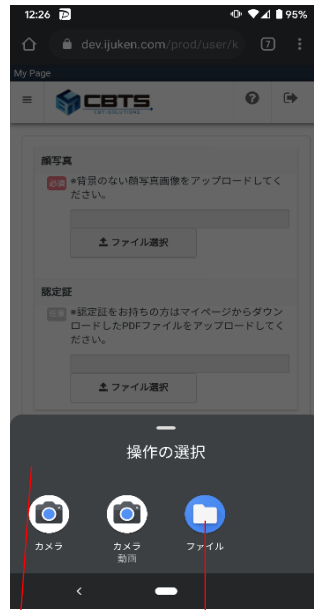 12:26
95%
dev.ijuken.com/prod/user/k
7
My Page
CBTS.
CBT-SOLUTIONS
顔写真
必須 *背景のない顔写真画像をアップロードしてく
ださい。
ファイル選択
認定証
任意 *認定証をお持ちの方はマイページからダウン
ロードしたPDFファイルをアップロードしてく
ださい。
ファイル選択
操作の選択
カメラ
カメラ
動画
ファイル